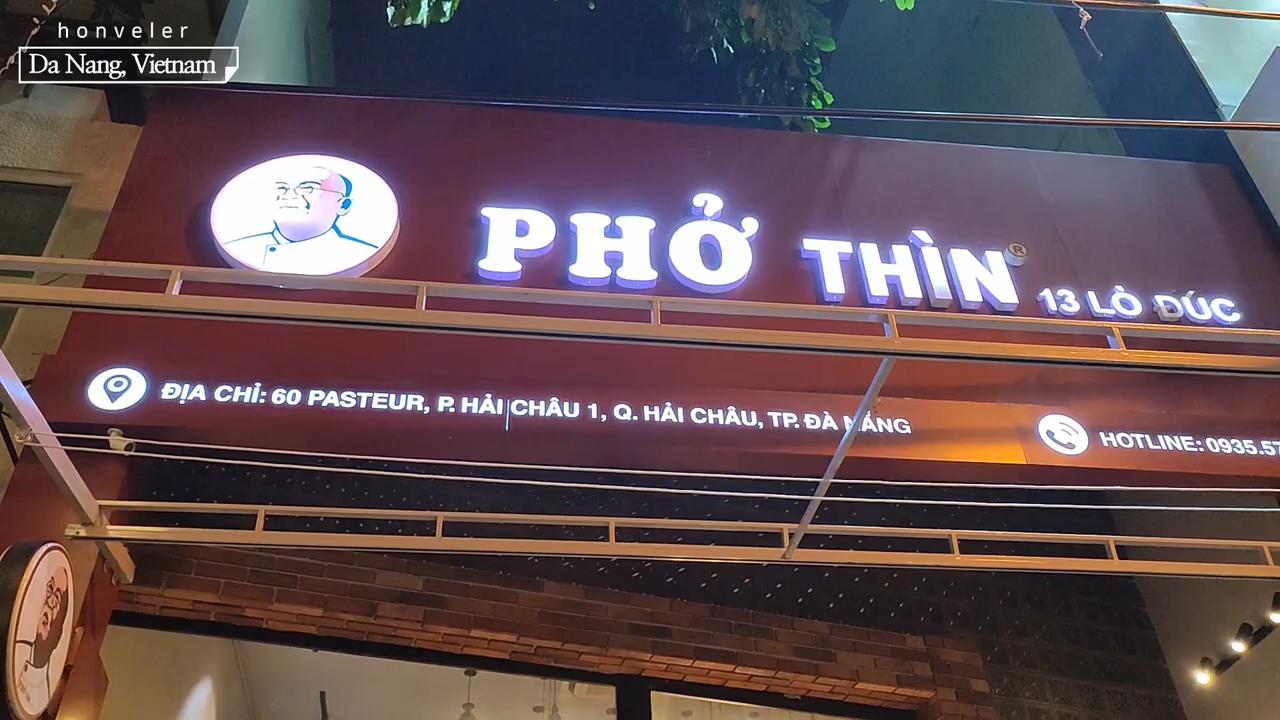 honveler
Da Nang, Vietnam
PHỞ THÌN ® 13 LÒ ĐÚC
ĐỊA CHỈ: 60 PASTEUR, P. HẢI CHÂU 1, Q. HẢI CHÂU, TP. ĐÀ NẴNG
HOTLINE: 0935.57